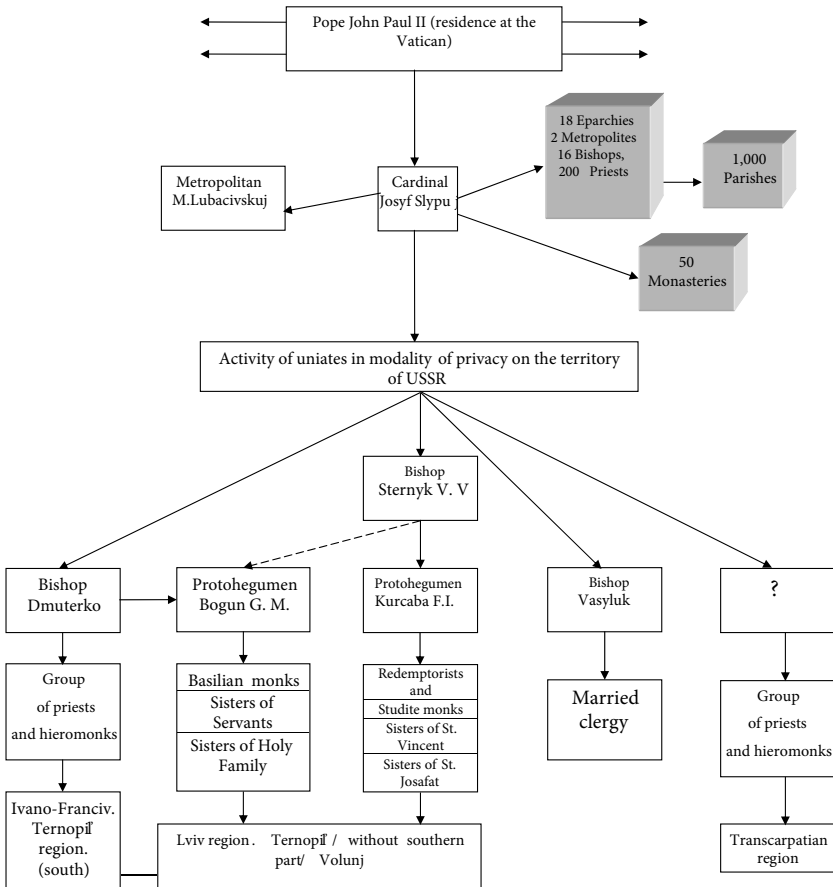 Pope John Paul II (residence at the
Vatican)
18 Eparchies
2 Metropolites
16 Bishops,
200 Priests
1,000
Parishes
Metropolitan
M.Lubacivskuj
Cardinal
Josyf Slypu j
50
Monasteries
Activity of uniates in modality of privacy on the territory
of USSR
Bishop
Sternyk V. V
Bishop
Dmuterko
Protohegumen
Bogun G. M.
Protohegumen
Kurcaba F.I.
Bishop
Vasyluk
?
Group
of priests
and hieromonks
Basilian monks
Sisters of
Servants
Sisters of Holy
Family
Redemptorists and
Studite monks
Sisters of St.
Vincent
Sisters of St.
Josafat
Married
clergy
Group
of priests
and hieromonks
Ivano-Franciv.
Ternopil'
region.
(south)
Lviv region. Ternopil' / without southern
part/ Volunj
Transcarpatian
region